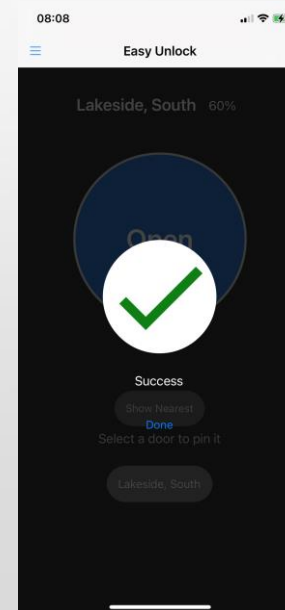 08:08
Easy Unlock
Lakeside, South 60%
Open
Success
Show Nearest
Done
Select a door to pin it
Lakeside, South